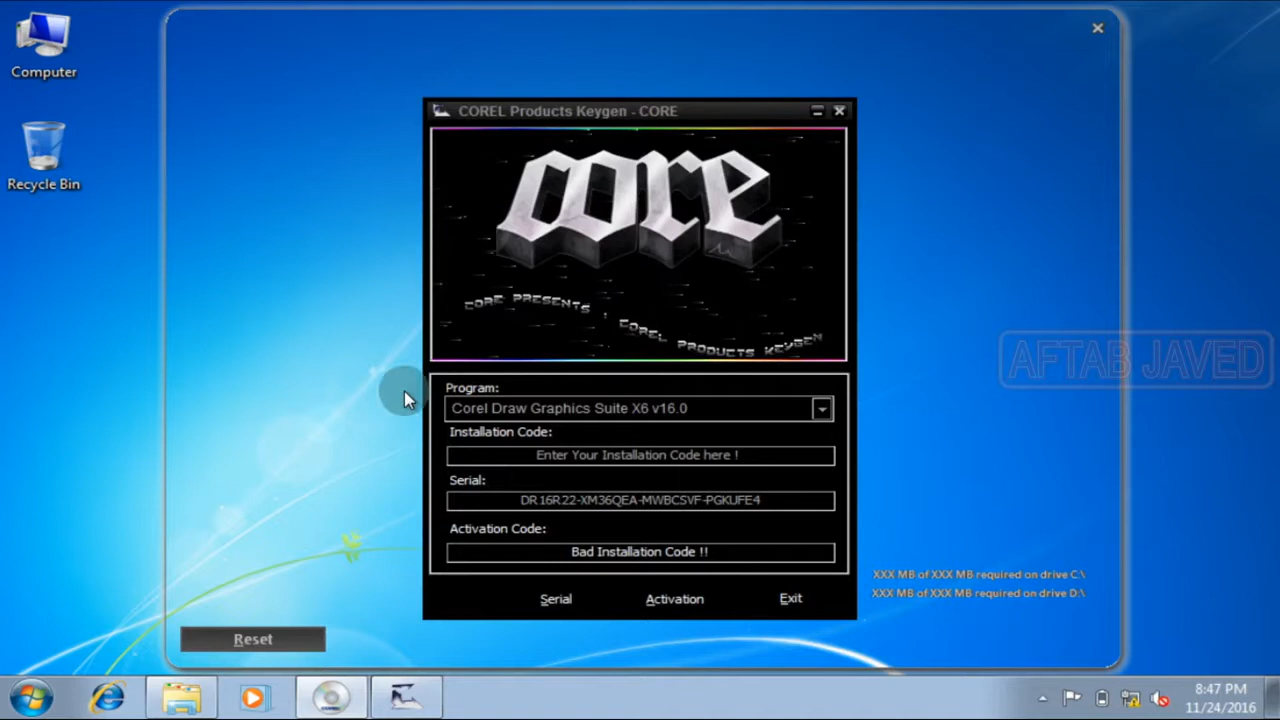 Computer
Recycle Bin
COREL Products Keygen - CORE
core
CORE PRESENTS :
COREL PRODUCTS KEYGEN
AFTAB JAVED
Program:
Corel Draw Graphics Suite X6 v16.0
Installation Code:
Enter Your Installation Code here !
Serial:
DR16R22-XM36QEA-MWBCSVF-PGKUFE4
Activation Code:
Bad Installation Code !!
Serial
Activation
Exit
XXX MB of XXX MB required on drive C:\
XXX MB of XXX MB required on drive D:\
Reset
8:47 PM
11/24/2016